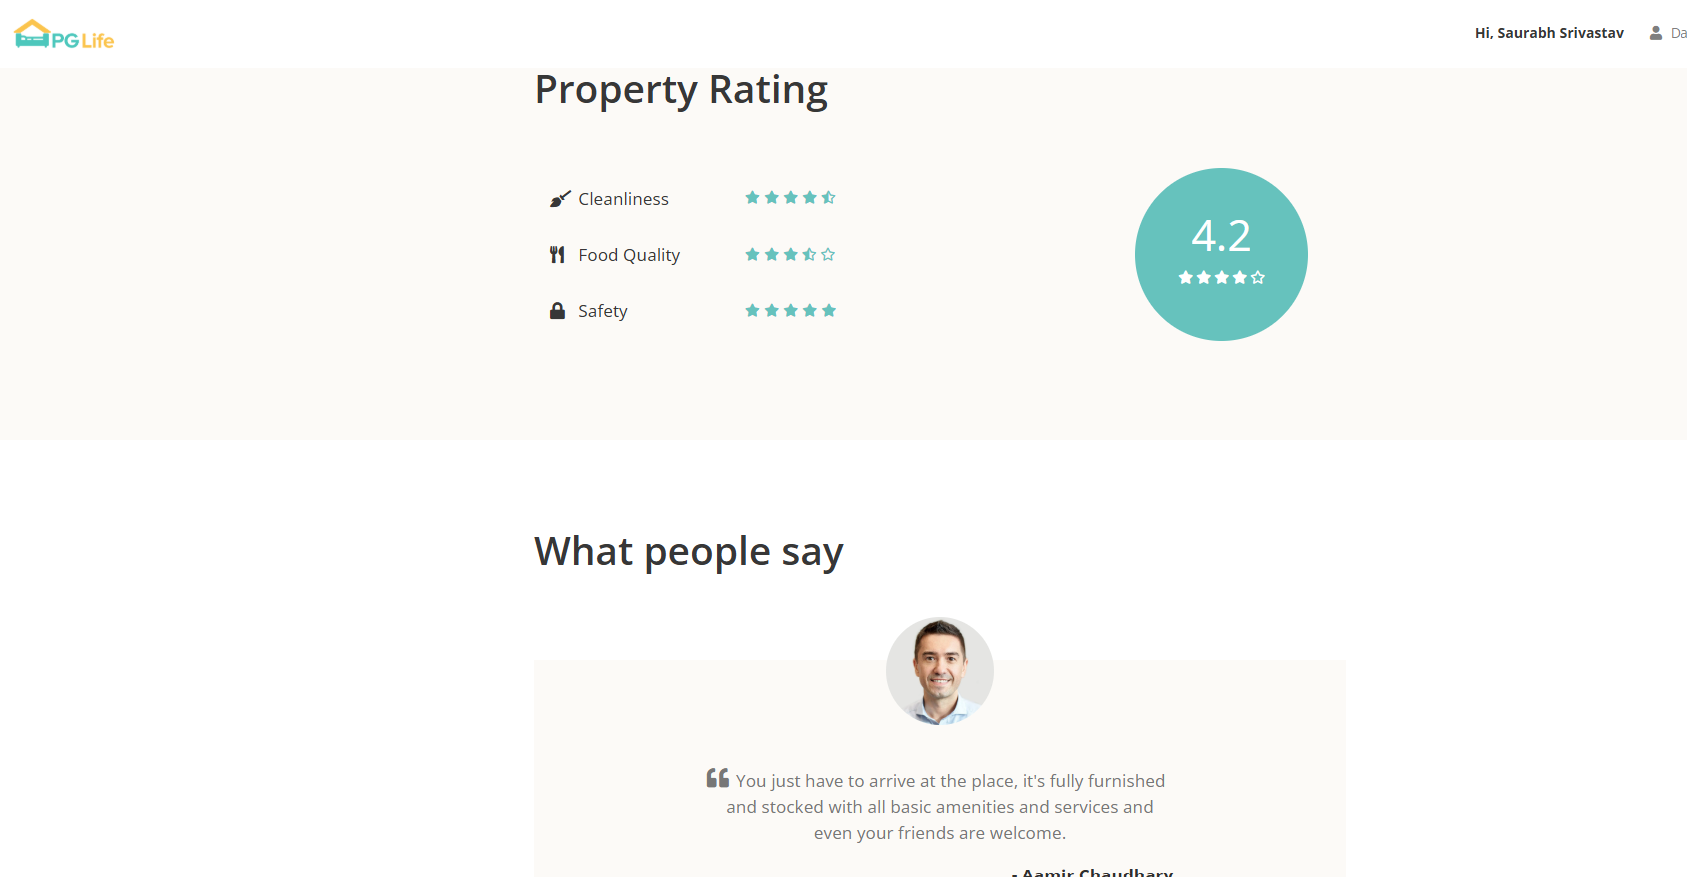 PG Life
Hi, Saurabh Srivastav
Da
Property Rating
Cleanliness
Food Quality
Safety
4.2
What people say
You just have to arrive at the place, it's fully furnished
and stocked with all basic amenities and services and
even your friends are welcome.
- Aamir Chaudhary